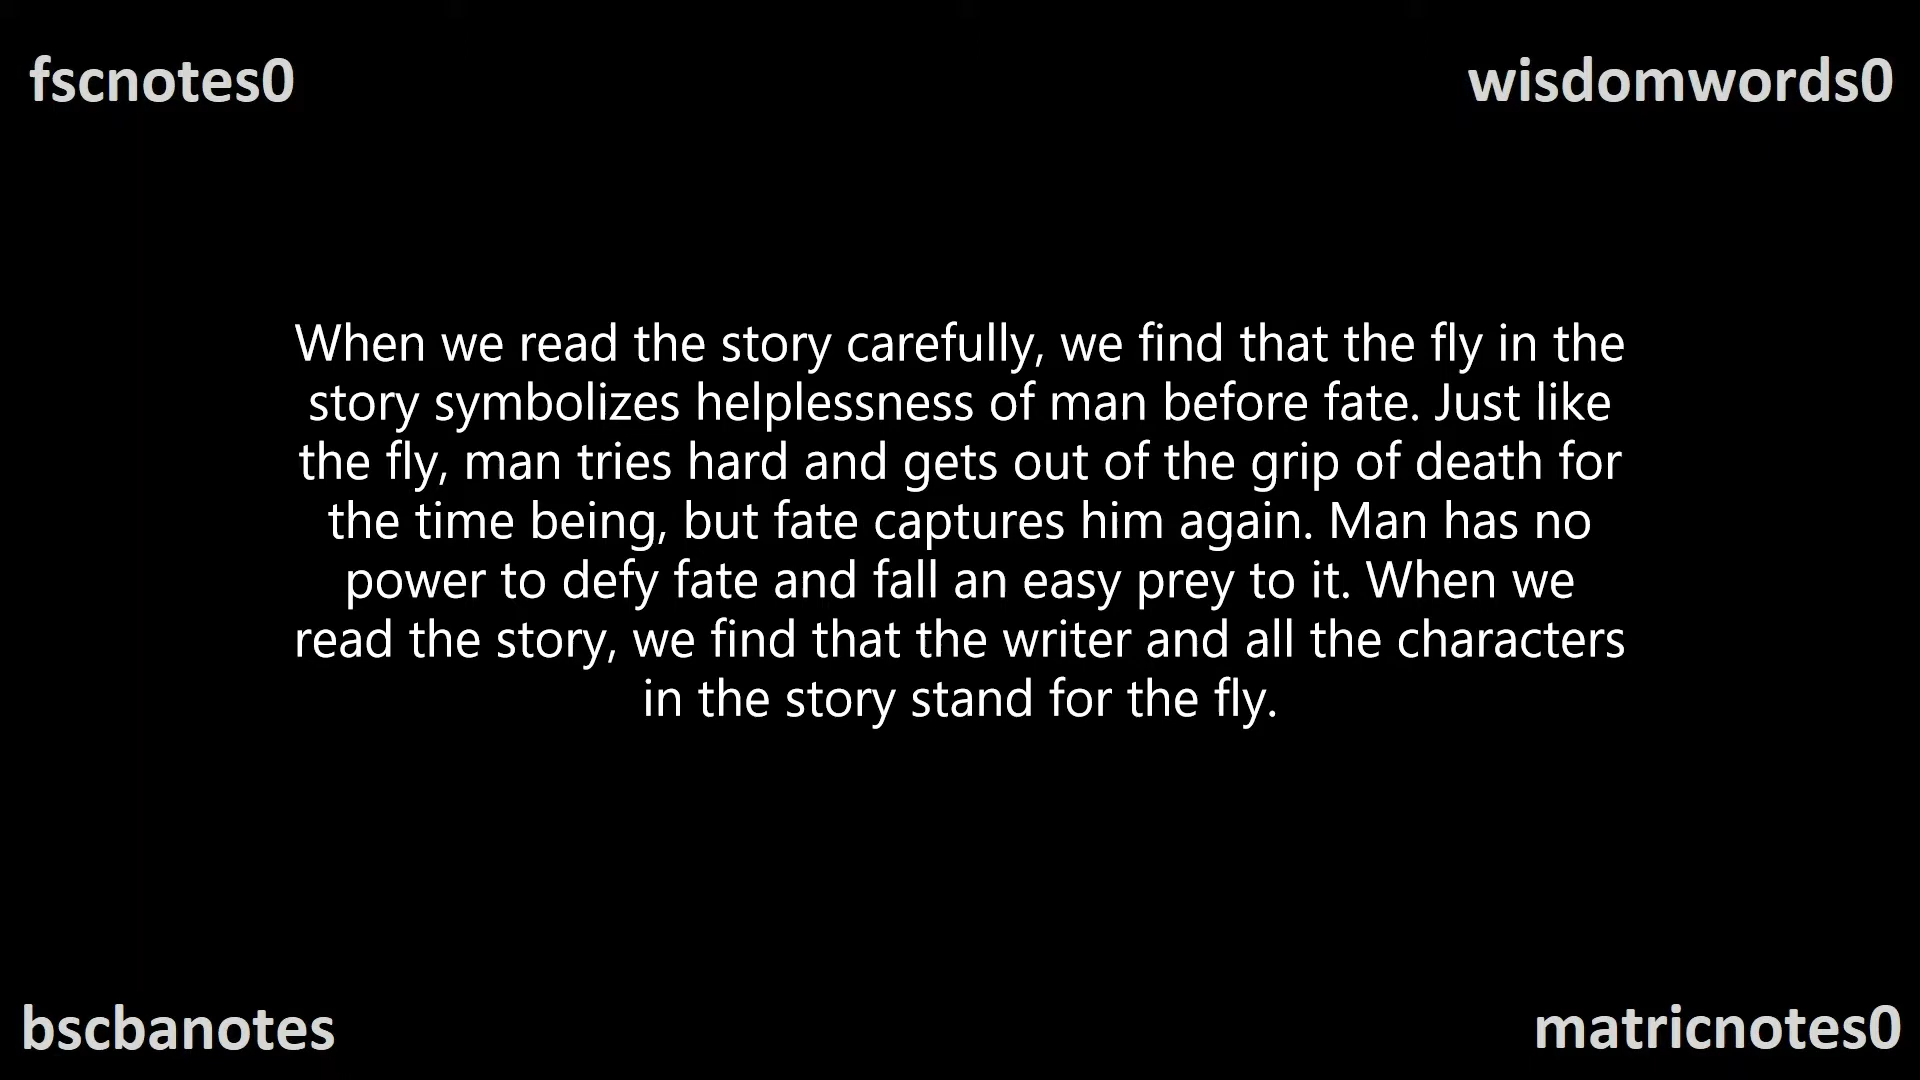 fscnotes0
wisdomwords0
When we read the story carefully, we find that the fly in the
story symbolizes helplessness of man before fate. Just like
the fly, man tries hard and gets out of the grip of death for
the time being, but fate captures him again. Man has no
power to defy fate and fall an easy prey to it. When we
read the story, we find that the writer and all the characters
in the story stand for the fly.
bscbanotes
matricnotes0